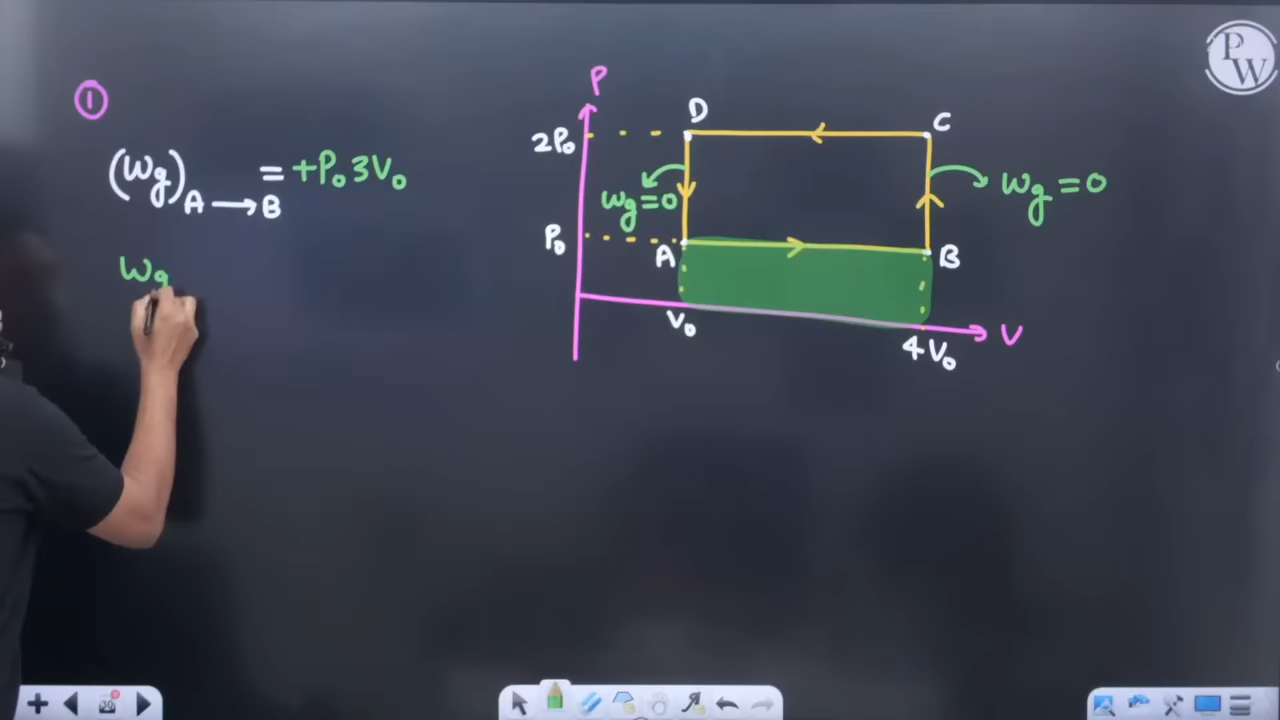 PW
①
(Wg)A→B = +P₀3V₀
Wg
P
D
C
2P₀
Wg=0
Wg=0
P₀
A
B
V₀
4V₀
V